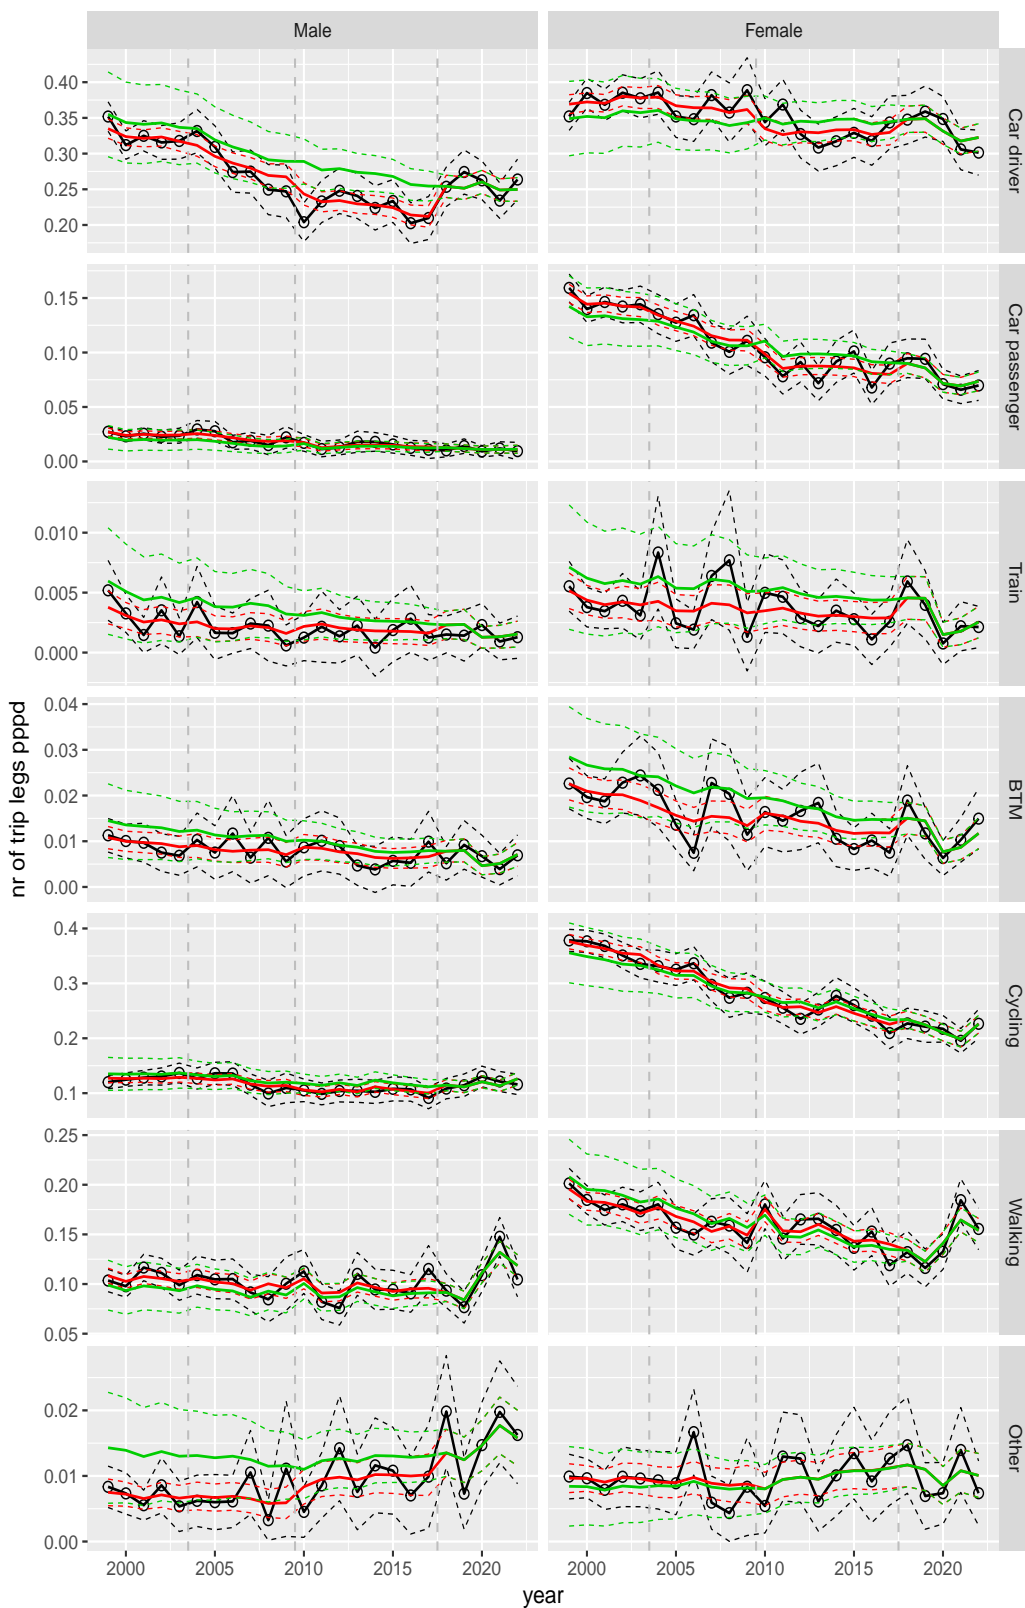 Male Female
0.40
0.35
0.30
0.25
0.20
Car driver
0.15
0.10
0.05
0.00
Car passenger
0.010
0.005
0.000
Train
0.04
0.03
0.02
0.01
0.00
BTM
0.4
0.3
0.2
0.1
Cycling
0.25
0.20
0.15
0.10
0.05
Walking
0.02
0.01
0.00
Other
nr of trip legs pppd
2000 2005 2010 2015 2020 2000 2005 2010 2015 2020
year